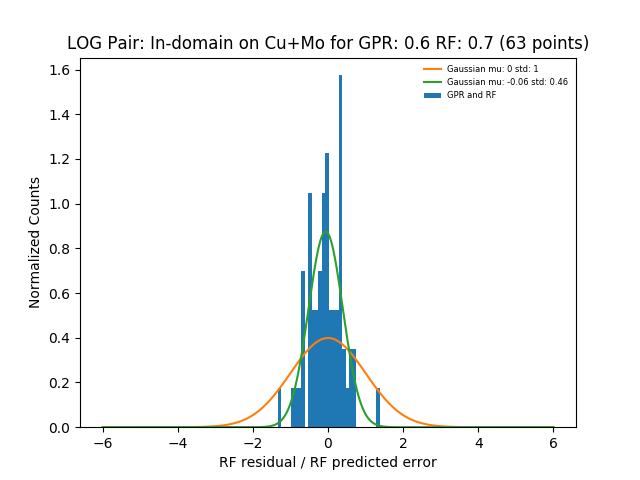 LOG Pair: In-domain on Cu+Mo for GPR: 0.6 RF: 0.7 (63 points)
Gaussian mu: 0 std: 1
Gaussian mu: -0.06 std: 0.46
GPR and RF
Normalized Counts
1.6
1.4
1.2
1.0
0.8
0.6
0.4
0.2
0.0
−6 −4 −2 0 2 4 6
RF residual / RF predicted error